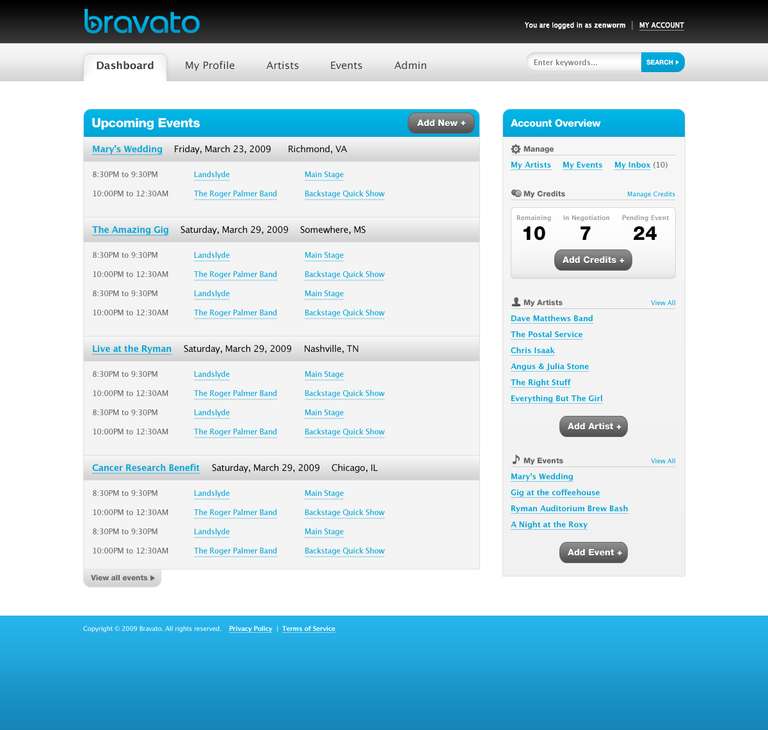 bravato
You are logged in as zenworm | MY ACCOUNT
Dashboard My Profile Artists Events Admin
Enter keywords... SEARCH
Upcoming Events Add New +
Mary's Wedding Friday, March 23, 2009 Richmond, VA
8:30PM to 9:30PM Landslyde Main Stage
10:00PM to 12:30AM The Roger Palmer Band Backstage Quick Show
The Amazing Gig Saturday, March 29, 2009 Somewhere, MS
8:30PM to 9:30PM Landslyde Main Stage
10:00PM to 12:30AM The Roger Palmer Band Backstage Quick Show
8:30PM to 9:30PM Landslyde Main Stage
10:00PM to 12:30AM The Roger Palmer Band Backstage Quick Show
Live at the Ryman Saturday, March 29, 2009 Nashville, TN
8:30PM to 9:30PM Landslyde Main Stage
10:00PM to 12:30AM The Roger Palmer Band Backstage Quick Show
8:30PM to 9:30PM Landslyde Main Stage
10:00PM to 12:30AM The Roger Palmer Band Backstage Quick Show
Cancer Research Benefit Saturday, March 29, 2009 Chicago, IL
8:30PM to 9:30PM Landslyde Main Stage
10:00PM to 12:30AM The Roger Palmer Band Backstage Quick Show
8:30PM to 9:30PM Landslyde Main Stage
10:00PM to 12:30AM The Roger Palmer Band Backstage Quick Show
View all events
Account Overview
Manage
My Artists My Events My Inbox (10)
My Credits Manage Credits
Remaining In Negotiation Pending Event
10 7 24
Add Credits +
My Artists View All
Dave Matthews Band
The Postal Service
Chris Isaak
Angus & Julia Stone
The Right Stuff
Everything But The Girl
Add Artist +
My Events View All
Mary's Wedding
Gig at the coffeehouse
Ryman Auditorium Brew Bash
A Night at the Roxy
Add Event +
Copyright © 2009 Bravato. All rights reserved. Privacy Policy | Terms of Service